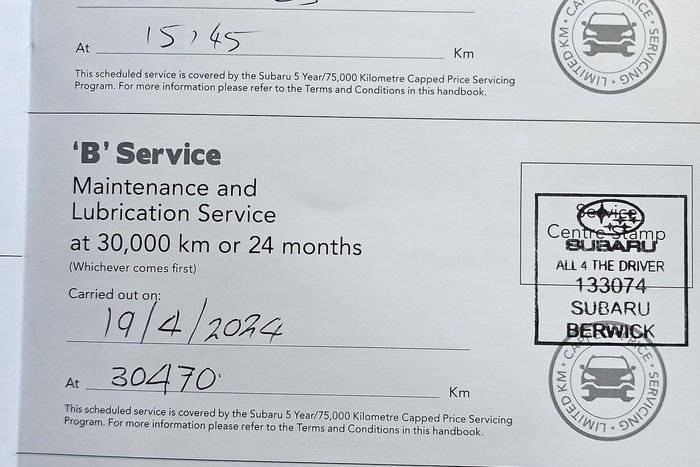 At 15,45 Km
This scheduled service is covered by the Subaru 5 Year/75,000 Kilometre Capped Price Servicing
Program. For more information please refer to the Terms and Conditions in this handbook.
LIMITED KM • SERVICING
'B' Service
Maintenance and
Lubrication Service
at 30,000 km or 24 months
(Whichever comes first)
Service
Centre Stamp
SUBARU
ALL 4 THE DRIVER
133074
SUBARU
BERWICK
Carried out on:
19/4/2024
At 30470 Km
LIMITED KM • SERVICING
This scheduled service is covered by the Subaru 5 Year/75,000 Kilometre Capped Price Servicing
Program. For more information please refer to the Terms and Conditions in this handbook.